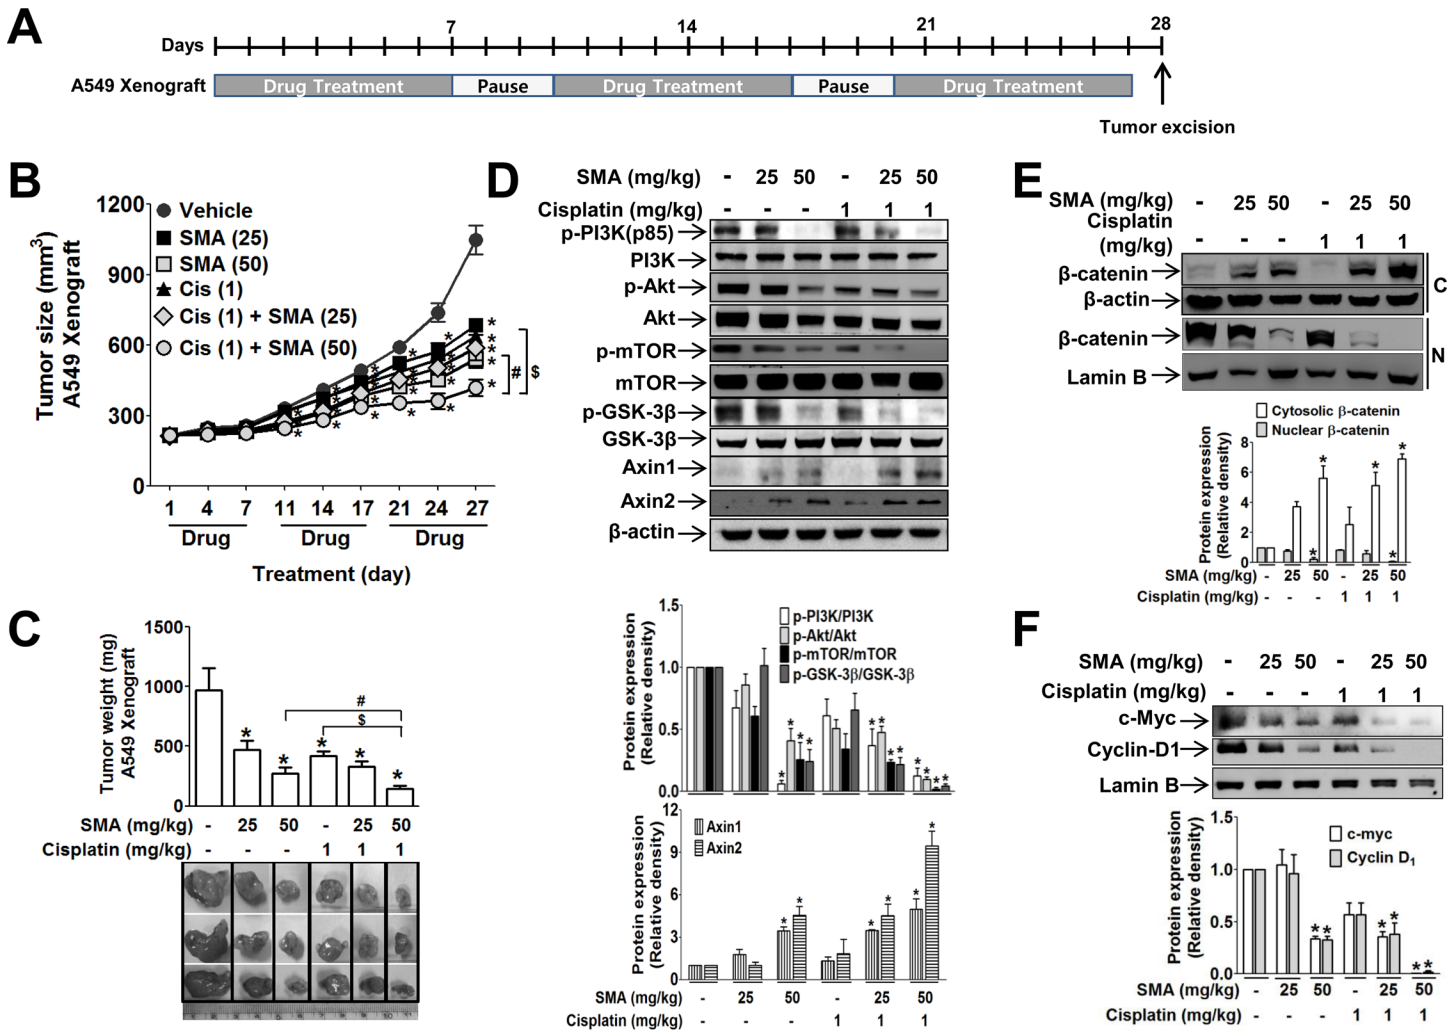 A
7
14
21
28
Days
A549 Xenograft
Drug Treatment
Pause
Drug Treatment
Pause
Drug Treatment
Tumor excision
B
Tumor size (mm3)
A549 Xenograft
1200
900
600
300
0
Vehicle
SMA (25)
SMA (50)
Cis (1)
Cis (1) + SMA (25)
Cis (1) + SMA (50)
* * * * * *
# $
1 4 7 11 14 17 21 24 27
Drug Drug Drug
Treatment (day)
C
Tumor weight (mg)
A549 Xenograft
1500
1000
500
0
#
$
* * * * *
SMA (mg/kg) - 25 50 - 25 50
Cisplatin (mg/kg) - - - 1 1 1
D
SMA (mg/kg) - 25 50 - 25 50
Cisplatin (mg/kg) - - - 1 1 1
p-PI3K(p85)
PI3K
p-Akt
Akt
p-mTOR
mTOR
p-GSK-3β
GSK-3β
Axin1
Axin2
β-actin
Protein expression
(Relative density)
1.5
1.0
0.5
0.0
p-PI3K/PI3K
p-Akt/Akt
p-mTOR/mTOR
p-GSK-3β/GSK-3β
* * * * * * * * * * * *
Protein expression
(Relative density)
12
9
6
3
0
Axin1
Axin2
* * * * * *
SMA (mg/kg) - 25 50 - 25 50
Cisplatin (mg/kg) - - - 1 1 1
E
SMA (mg/kg) - 25 50 - 25 50
Cisplatin
(mg/kg) - - - 1 1 1
β-catenin
β-actin
C
β-catenin
Lamin B
N
Cytosolic β-catenin
Nuclear β-catenin
Protein expression
(Relative density)
8
6
4
2
0
* * * * *
SMA (mg/kg) - 25 50 - 25 50
Cisplatin (mg/kg) - - - 1 1 1
F
SMA (mg/kg) - 25 50 - 25 50
Cisplatin (mg/kg) - - - 1 1 1
c-Myc
Cyclin-D1
Lamin B
Protein expression
(Relative density)
1.5
1.0
0.5
0.0
c-myc
Cyclin D1
* * * * * *
SMA (mg/kg) - 25 50 - 25 50
Cisplatin (mg/kg) - - - 1 1 1